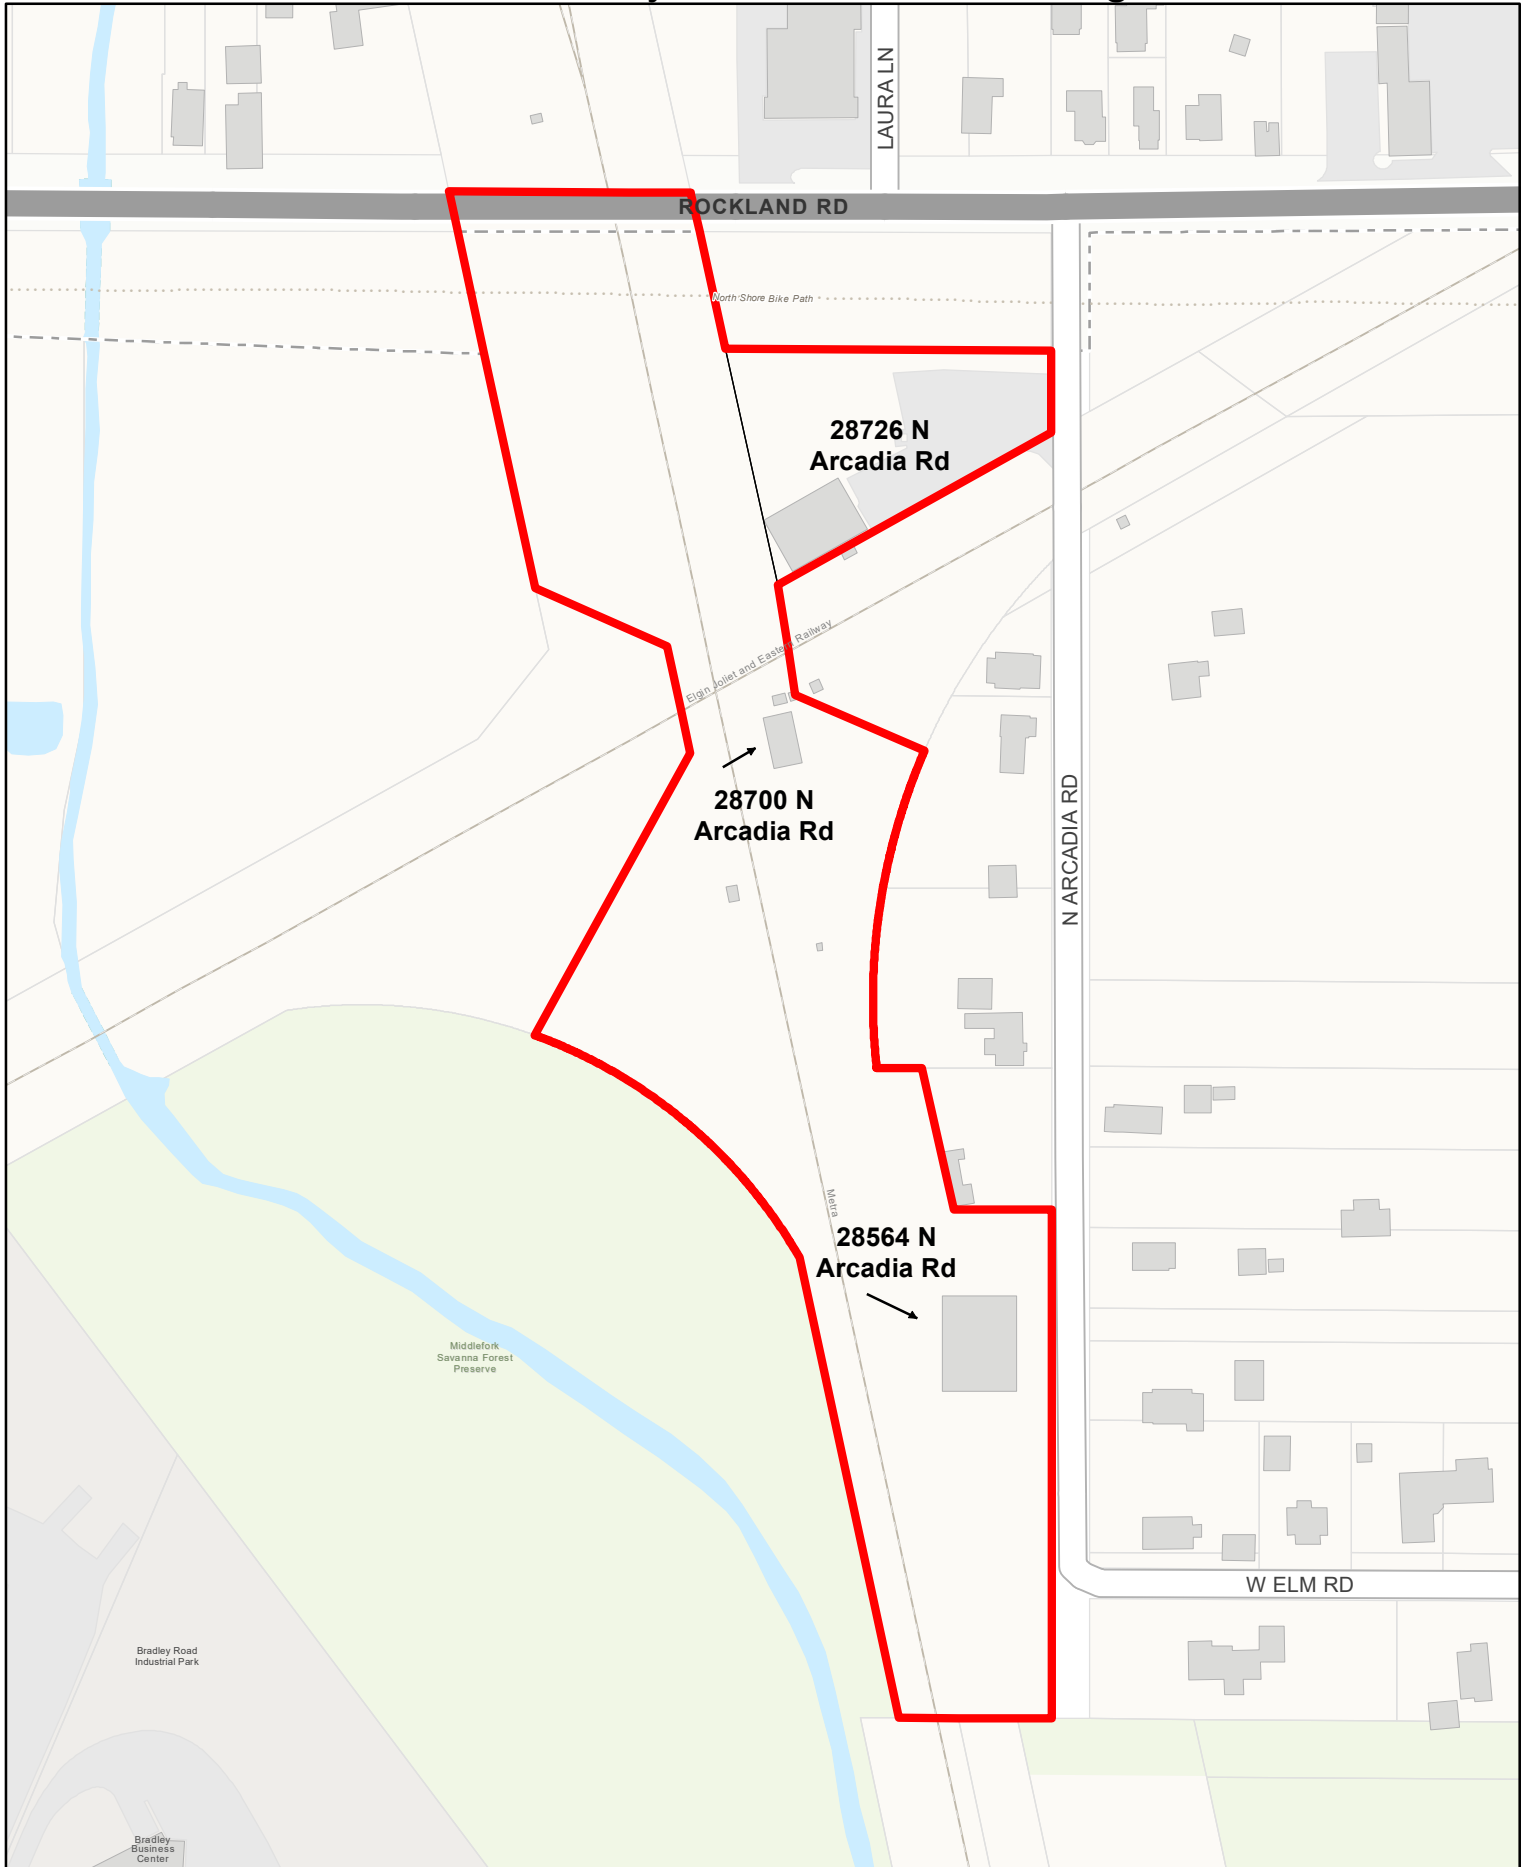 LAURA LN
ROCKLAND RD
North Shore Bike Path
28726 N
Arcadia Rd
Elgin Joliet and Eastern Railway
28700 N
Arcadia Rd
N ARCADIA RD
Metra
28564 N
Arcadia Rd
Middlefork
Savanna Forest
Preserve
W ELM RD
Bradley Road
Industrial Park
Bradley
Business
Center